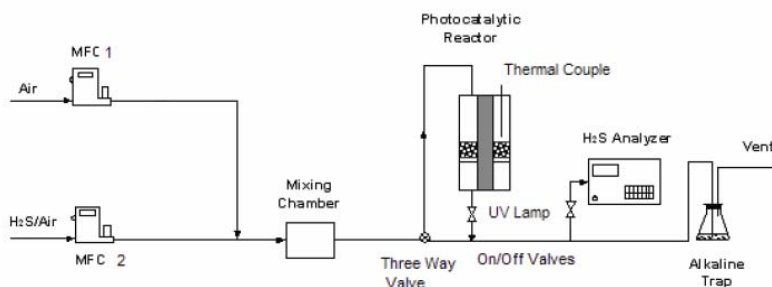 Photocatalytic
Reactor
MFC 1
Thermal Couple
Air
H2S Analyzer
Vent
Mixing
Chamber
H2S/Air
UV Lamp
MFC 2
Three Way
Valve
On/Off Valves
Alkaline
Trap